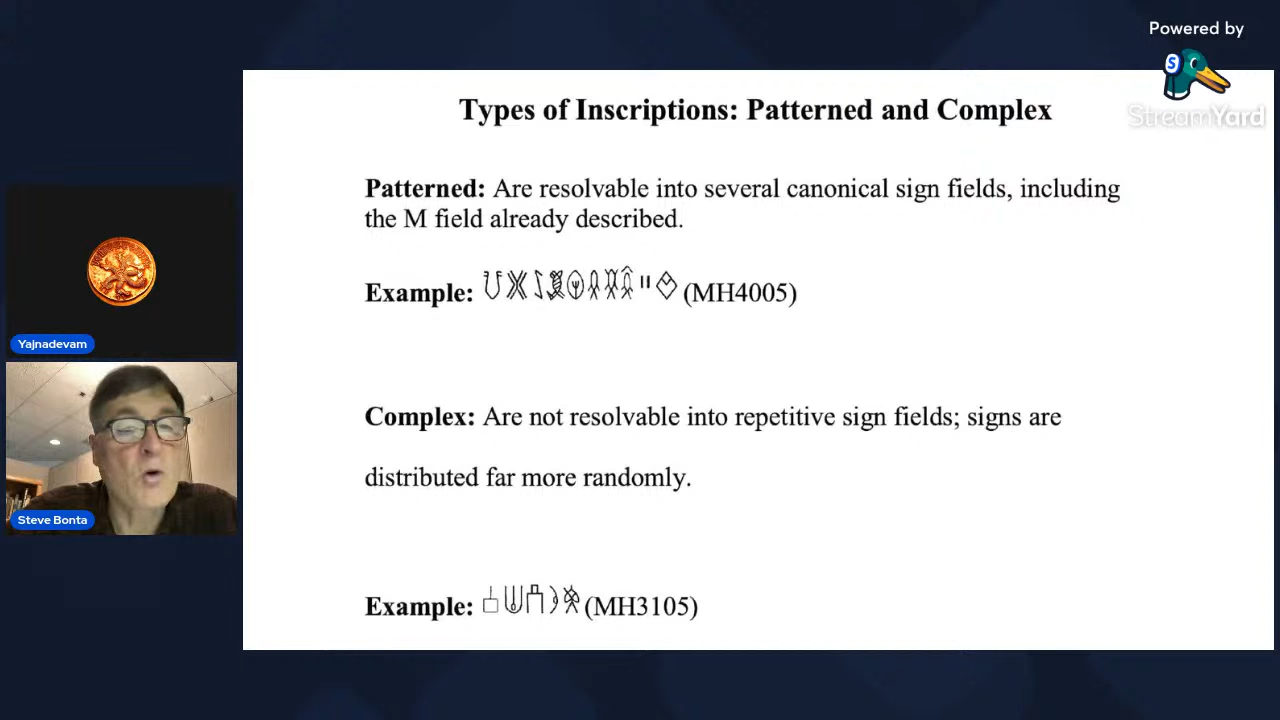 Powered by
StreamYard
Types of Inscriptions: Patterned and Complex
Patterned: Are resolvable into several canonical sign fields, including
the M field already described.
Example: (MH4005)
Yajnadevam
Complex: Are not resolvable into repetitive sign fields; signs are
distributed far more randomly.
Steve Bonta
Example: (MH3105)